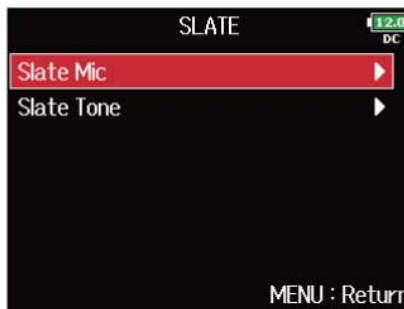 SLATE
12.0
DC
Slate Mic
Slate Tone
MENU : Return